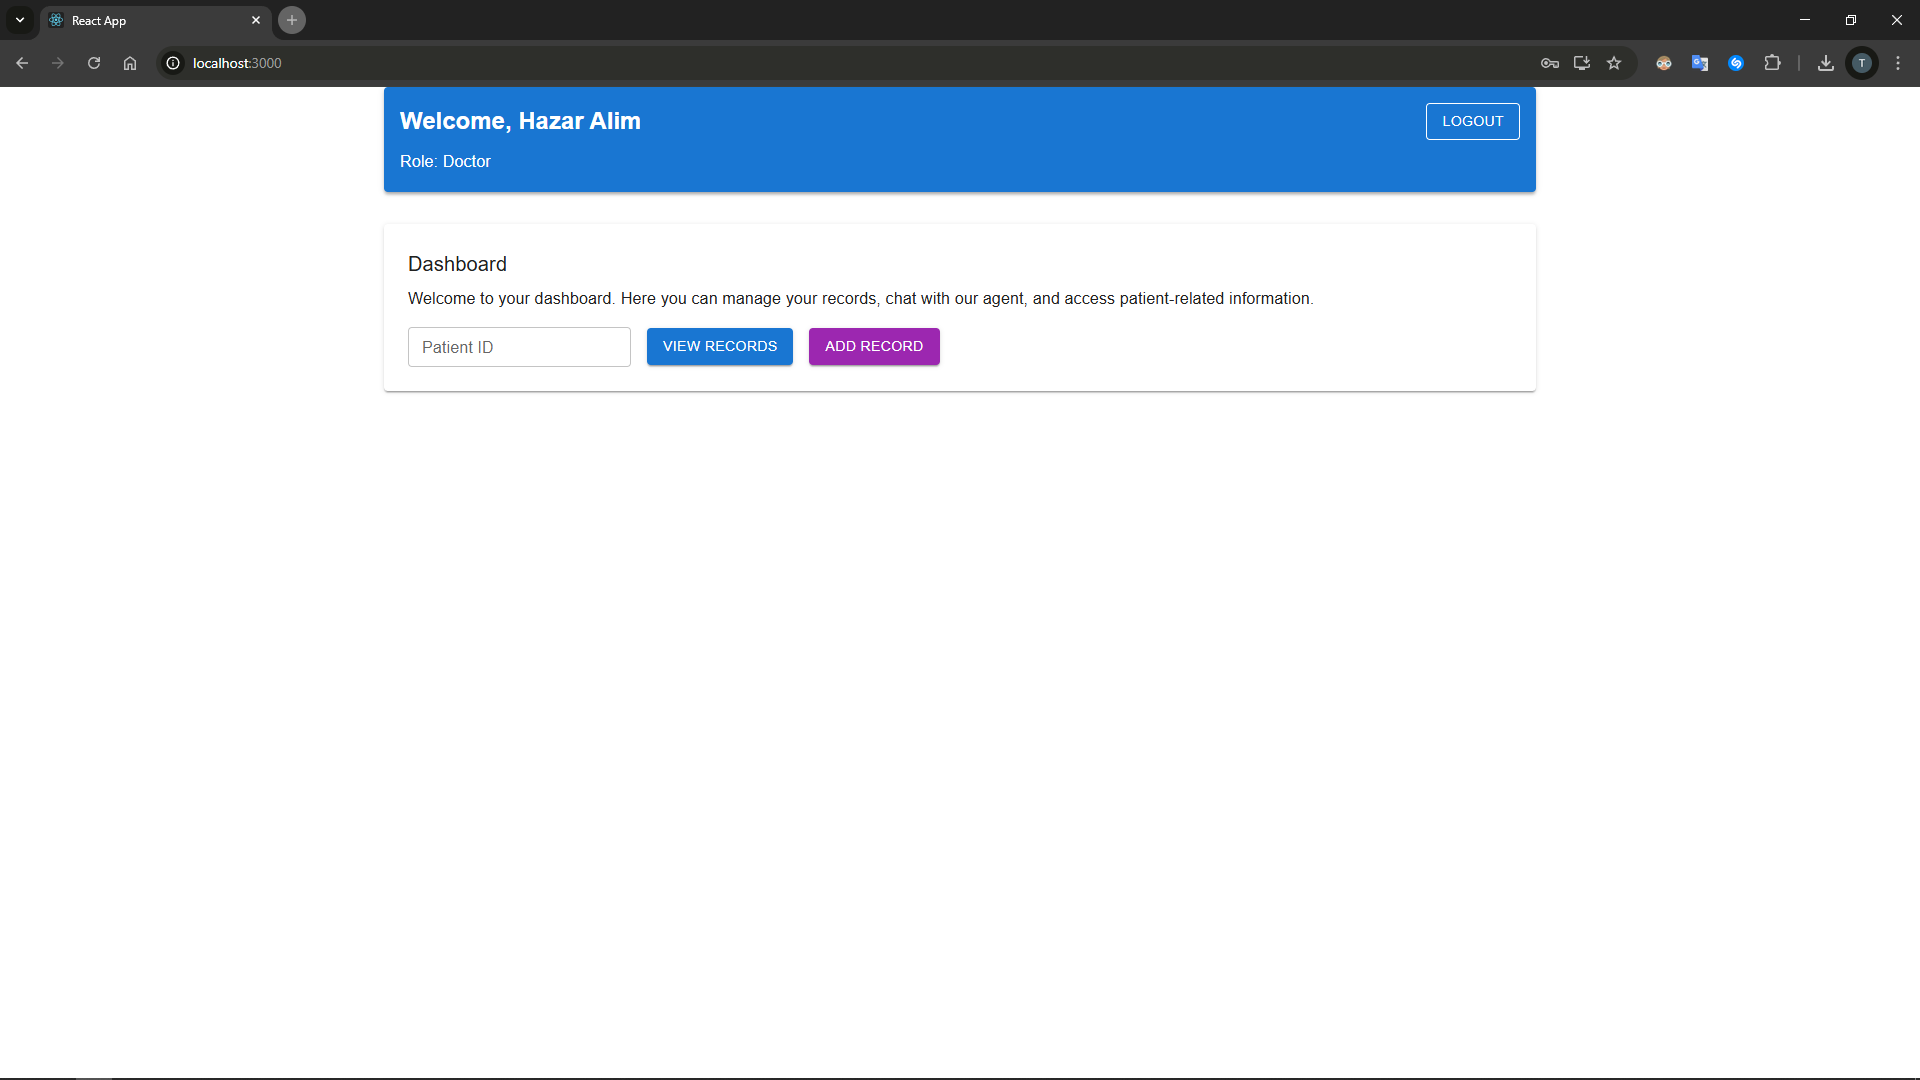 React App
localhost:3000
T
Welcome, Hazar Alim
LOGOUT
Role: Doctor
Dashboard
Welcome to your dashboard. Here you can manage your records, chat with our agent, and access patient-related information.
Patient ID
VIEW RECORDS
ADD RECORD